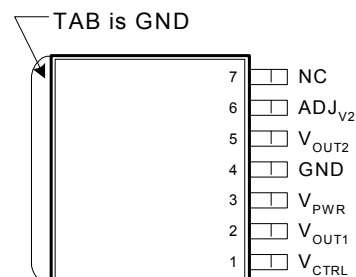 TAB is GND
7 NC
6 ADJV2
5 VOUT2
4 GND
3 VPWR
2 VOUT1
1 VCTRL